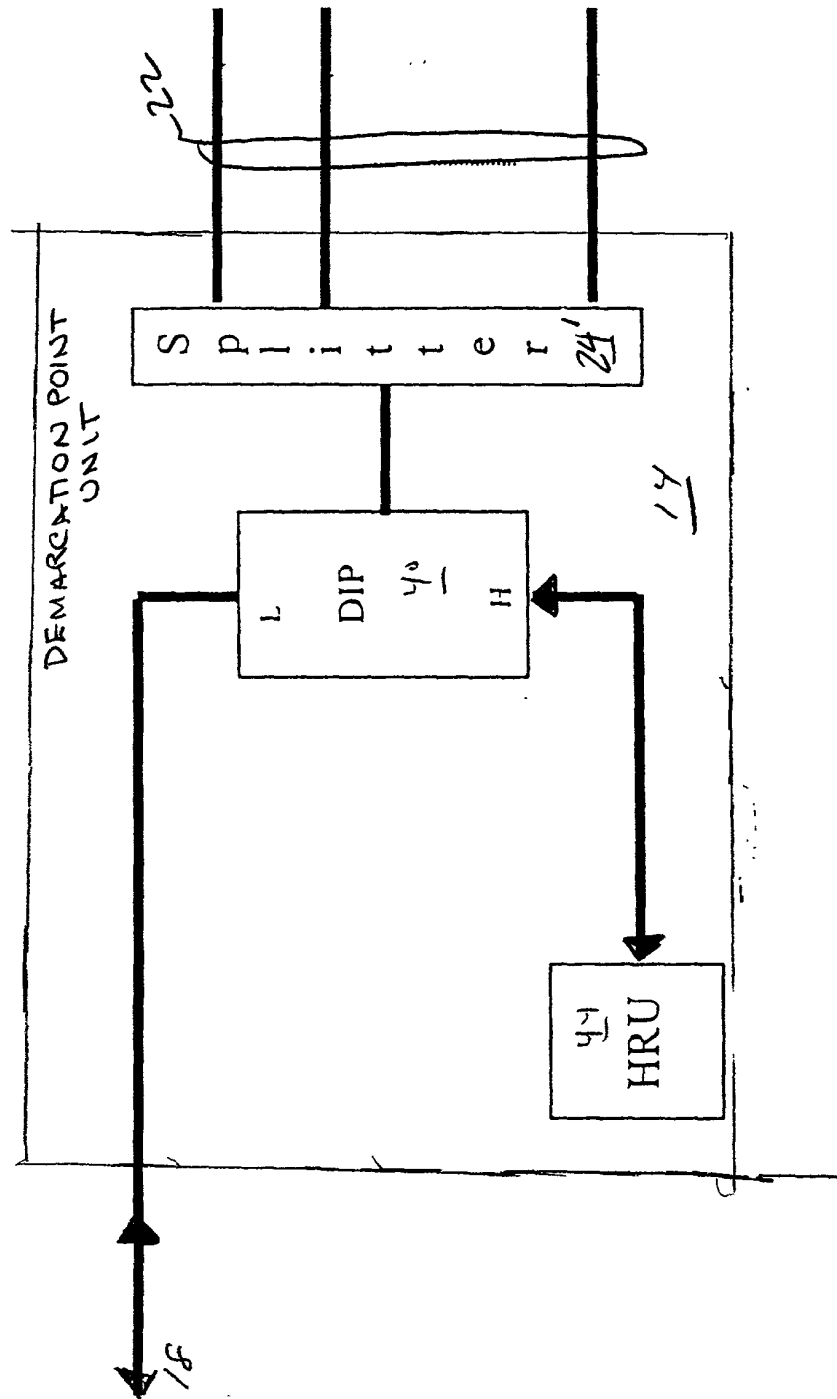 DEMARCATION POINT
UNIT
22
Splitter
24'
L
DIP
40
H
14
44
HRU
18